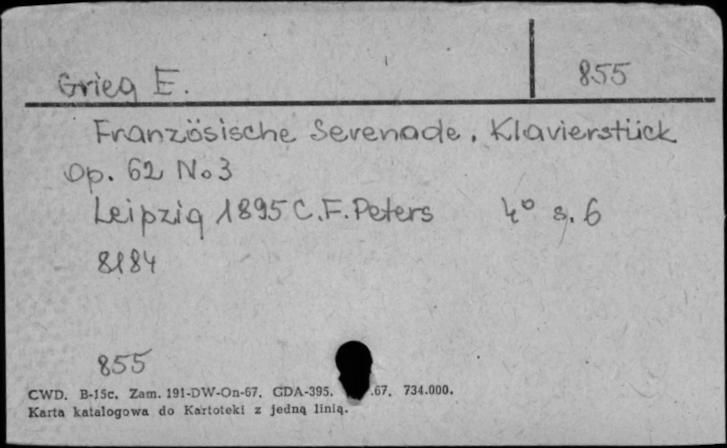 Grieg E. 855
Französische Serenade. Klavierstück
Op. 62 No 3
Leipzig 1895 C.F. Peters 4° s. 6
8184
855
CWD. B-15c. Zam. 191-DW-On-67. GDA-395. .67. 734.000.
Karta katalogowa do Kartoteki z jedną linią.